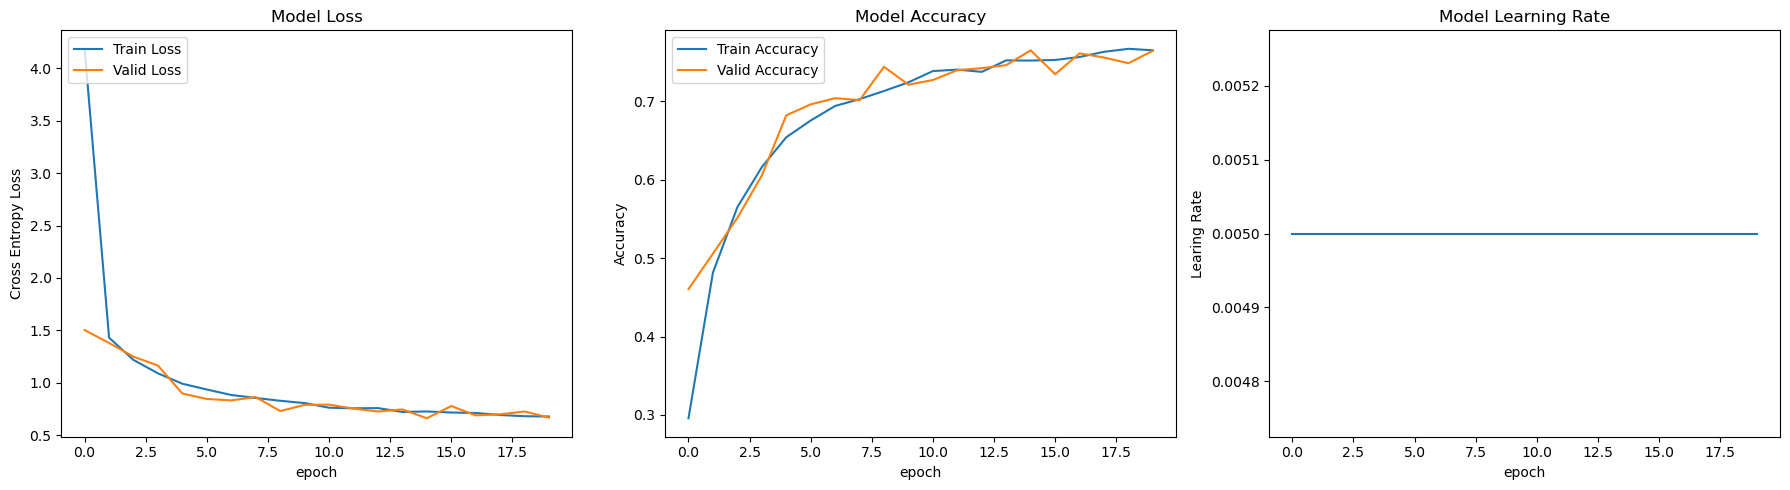 Model Loss
Train Loss
Valid Loss
Cross Entropy Loss
4.0
3.5
3.0
2.5
2.0
1.5
1.0
0.5
0.0 2.5 5.0 7.5 10.0 12.5 15.0 17.5
epoch
Model Accuracy
Train Accuracy
Valid Accuracy
Accuracy
0.7
0.6
0.5
0.4
0.3
0.0 2.5 5.0 7.5 10.0 12.5 15.0 17.5
epoch
Model Learning Rate
Learing Rate
0.0052
0.0051
0.0050
0.0049
0.0048
0.0 2.5 5.0 7.5 10.0 12.5 15.0 17.5
epoch